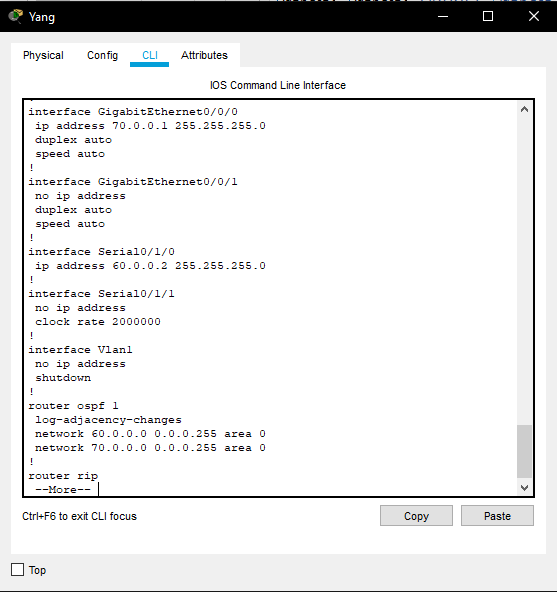 Yang
Physical Config CLI Attributes
IOS Command Line Interface
!
interface GigabitEthernet0/0/0
 ip address 70.0.0.1 255.255.255.0
 duplex auto
 speed auto
!
interface GigabitEthernet0/0/1
 no ip address
 duplex auto
 speed auto
!
interface Serial0/1/0
 ip address 60.0.0.2 255.255.255.0
!
interface Serial0/1/1
 no ip address
 clock rate 2000000
!
interface Vlan1
 no ip address
 shutdown
!
router ospf 1
 log-adjacency-changes
 network 60.0.0.0 0.0.0.255 area 0
 network 70.0.0.0 0.0.0.255 area 0
!
router rip
 --More--
Ctrl+F6 to exit CLI focus
Copy Paste
Top